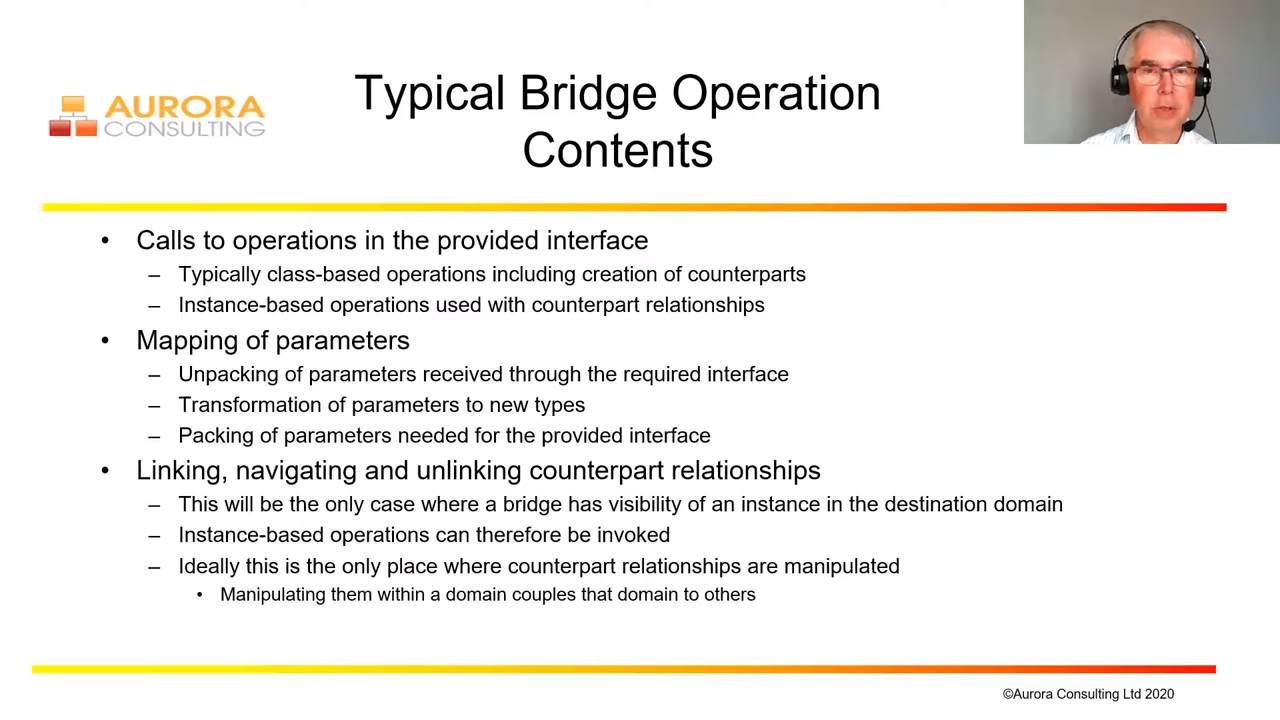 AURORA
CONSULTING
Typical Bridge Operation
Contents
• Calls to operations in the provided interface
– Typically class-based operations including creation of counterparts
– Instance-based operations used with counterpart relationships
• Mapping of parameters
– Unpacking of parameters received through the required interface
– Transformation of parameters to new types
– Packing of parameters needed for the provided interface
• Linking, navigating and unlinking counterpart relationships
– This will be the only case where a bridge has visibility of an instance in the destination domain
– Instance-based operations can therefore be invoked
– Ideally this is the only place where counterpart relationships are manipulated
• Manipulating them within a domain couples that domain to others
©Aurora Consulting Ltd 2020